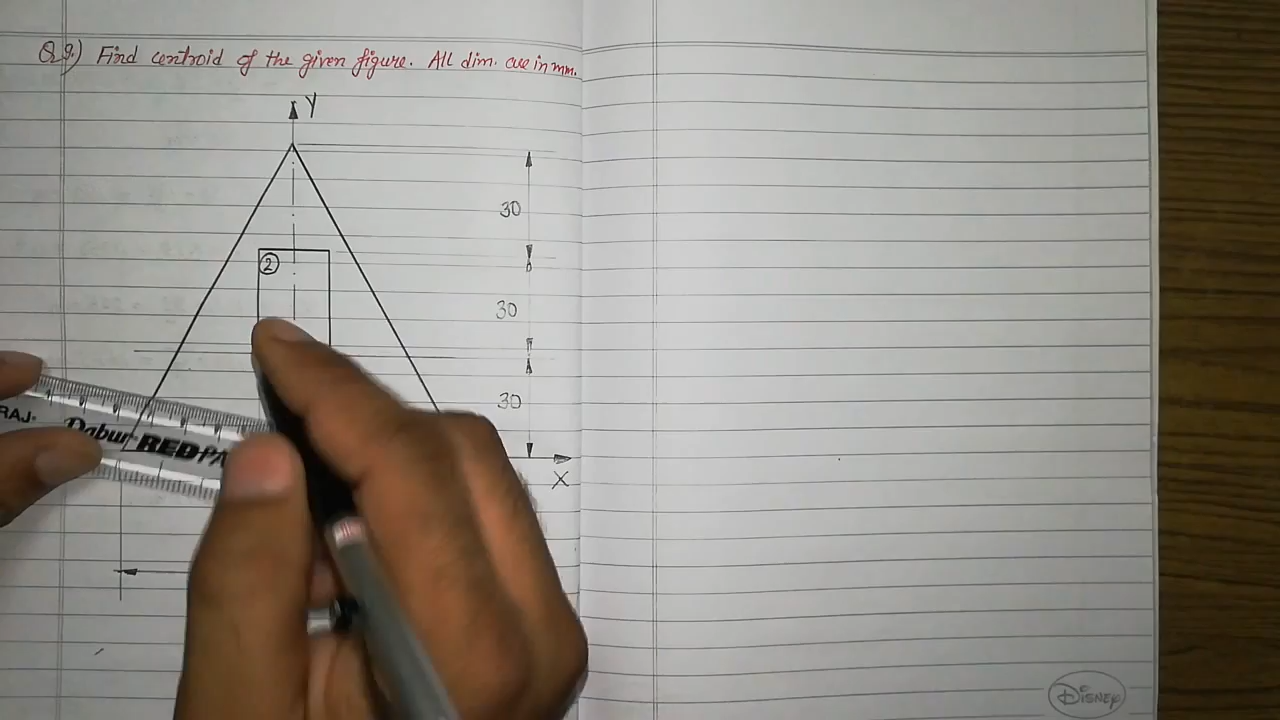 Q 9.) Find centroid of the given figure. All dim. are in mm.
Y
30
2
30
30
X
RAJ
Dabur RED PA
DISNEY